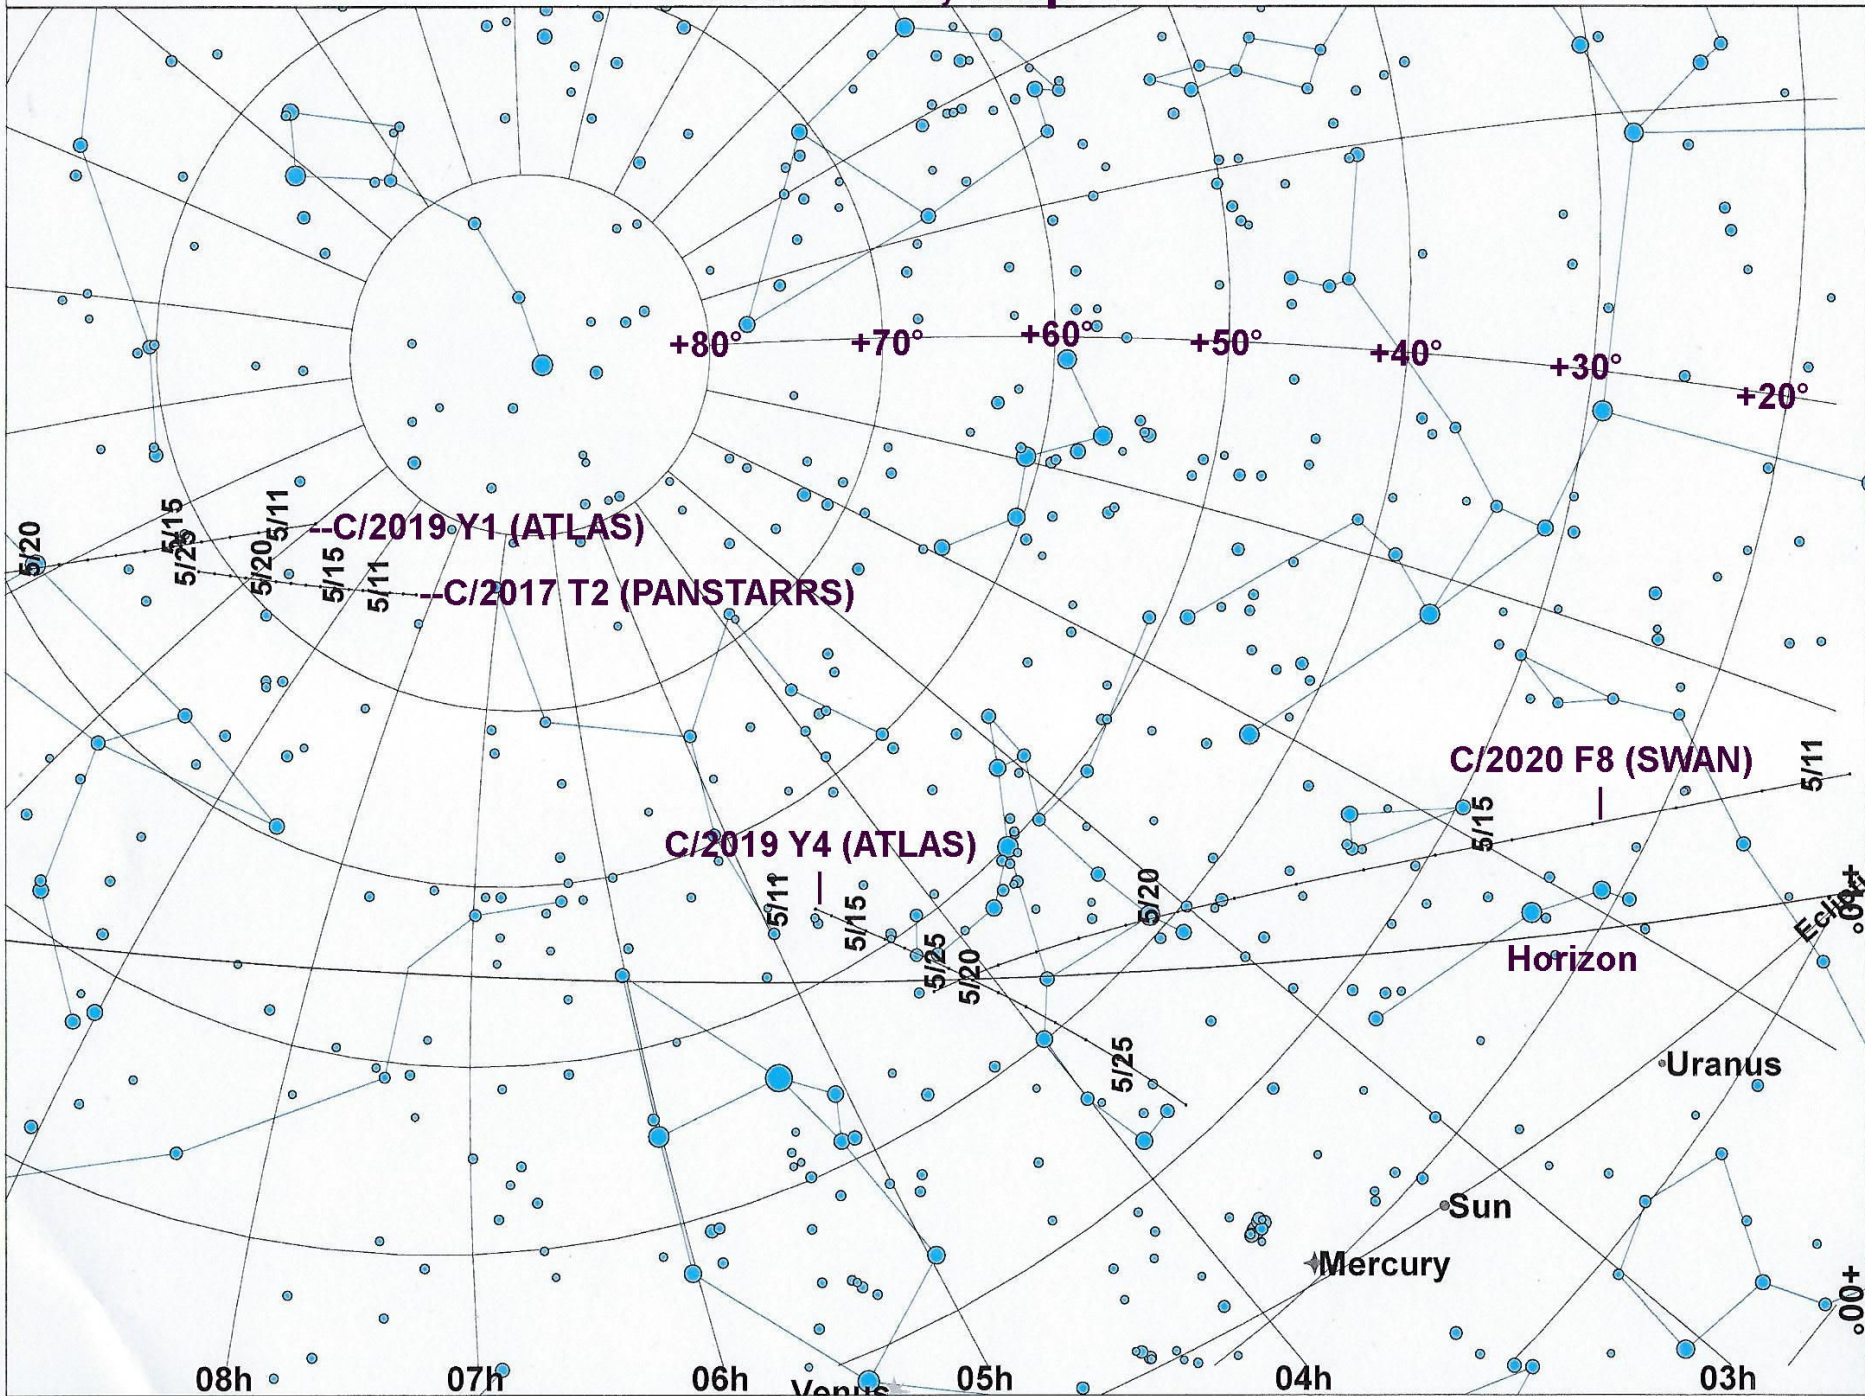 +80°
+70°
+60°
+50°
+40°
+30°
+20°
5/11
5/15
5/20
5/25
--C/2019 Y1 (ATLAS)
5/20
5/15
5/11
--C/2017 T2 (PANSTARRS)
C/2020 F8 (SWAN)
5/11
5/15
C/2019 Y4 (ATLAS)
5/11
5/15
5/20
5/25
5/20
+10°
Horizon
5/25
Uranus
Sun
Mercury
+00°
08h
07h
06h
Venus
05h
04h
03h